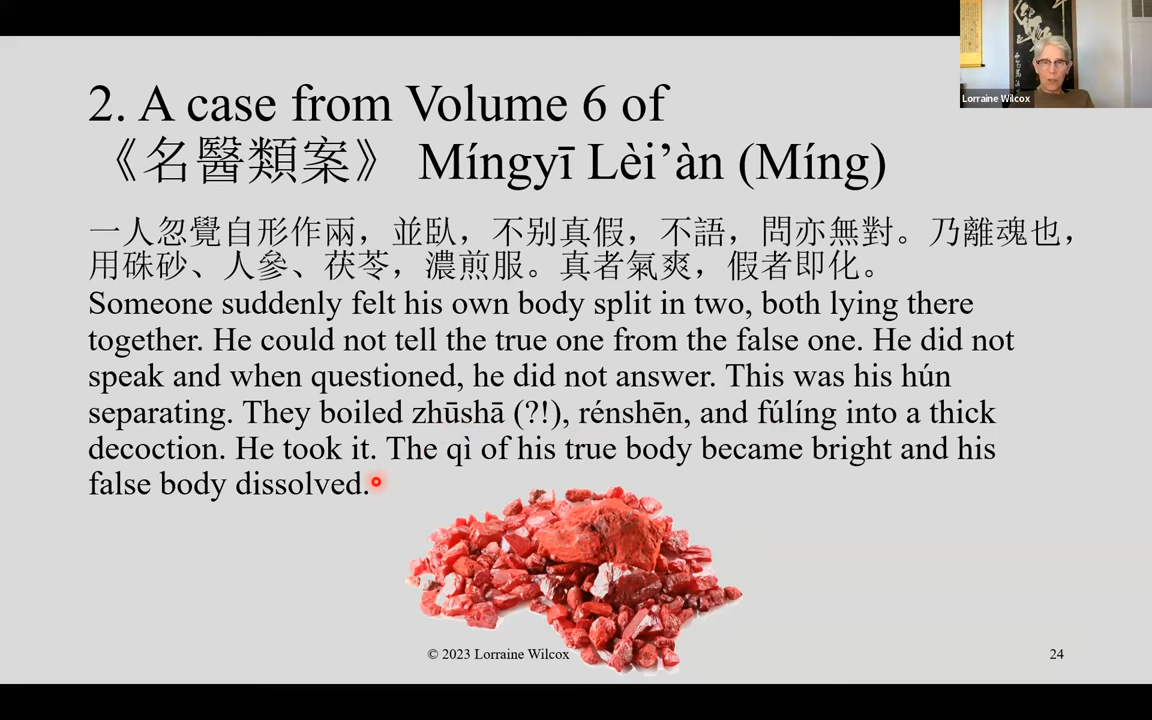 2. A case from Volume 6 of
《名醫類案》 Míngyī Lèi’àn (Míng)
一人忽覺自形作兩，並臥，不别真假，不語，問亦無對。乃離魂也，
用硃砂、人參、茯苓，濃煎服。真者氣爽，假者即化。
Someone suddenly felt his own body split in two, both lying there
together. He could not tell the true one from the false one. He did not
speak and when questioned, he did not answer. This was his hún
separating. They boiled zhūshā (?!), rénshēn, and fúlíng into a thick
decoction. He took it. The qì of his true body became bright and his
false body dissolved.
© 2023 Lorraine Wilcox
24
Lorraine Wilcox